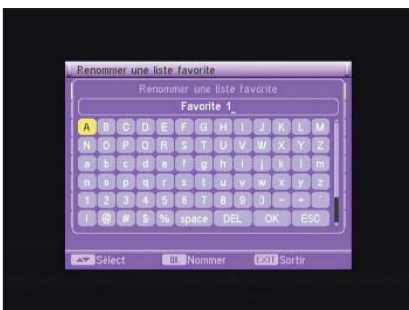 Renommer une liste favorite
Renommer une liste favorite
Favorite 1_
A B C D E F G H I J K L M
N O P Q R S T U V W X Y Z
a b c d e f g h i j k l m
n o p q r s t u v w x y z
1 2 3 4 5 6 7 8 9 0 - +
! @ # $ % space DEL OK ESC
Sélect OK Nommer EXIT Sortir